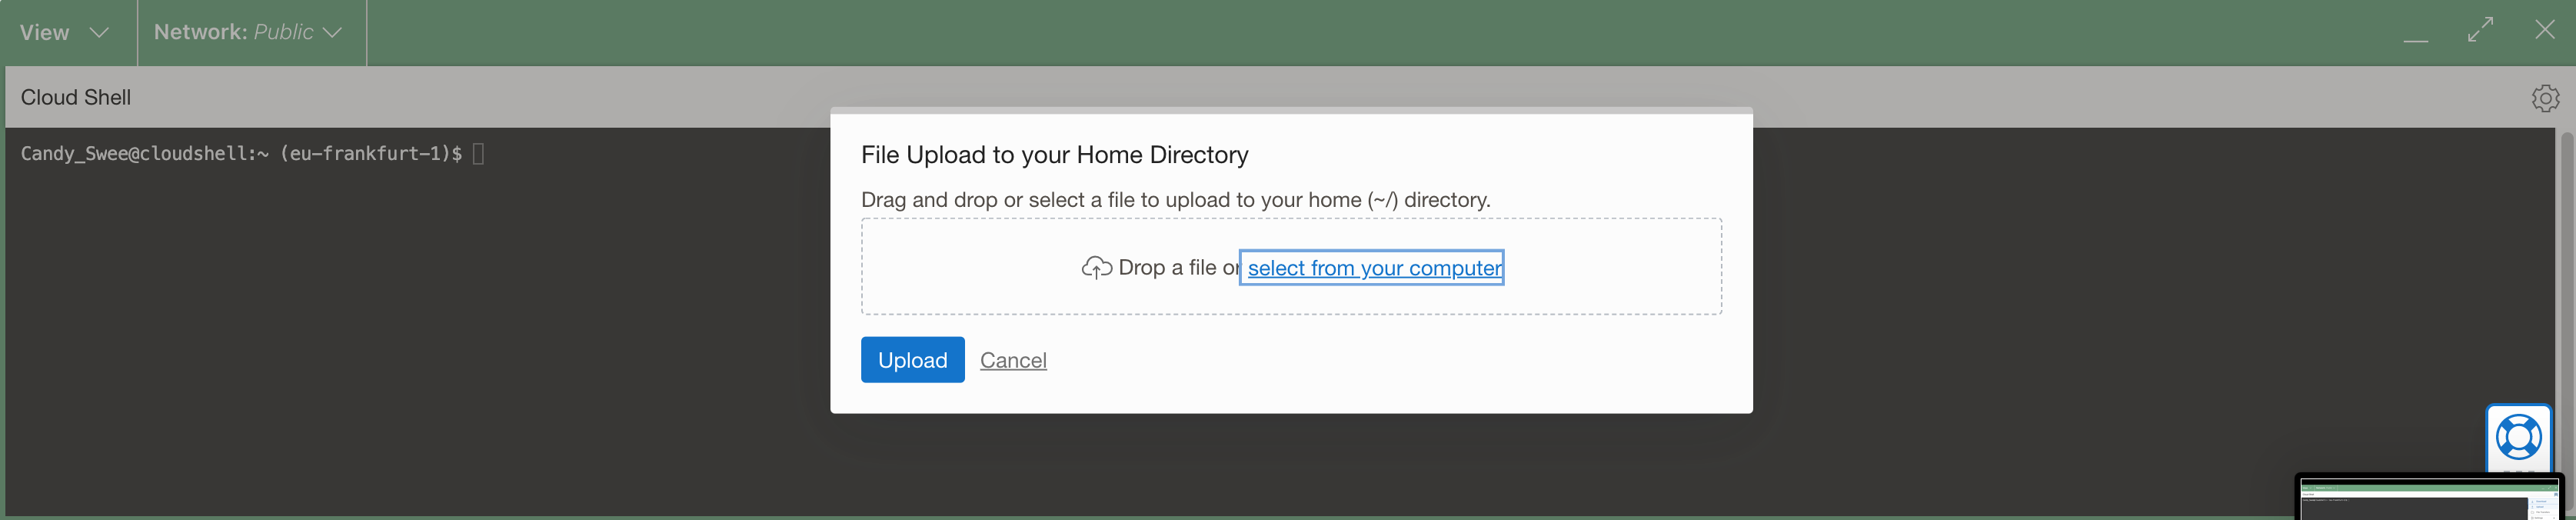 View
Network: Public
Cloud Shell
Candy_Swee@cloudshell:~ (eu-frankfurt-1)$
File Upload to your Home Directory
Drag and drop or select a file to upload to your home (~/) directory.
Drop a file or select from your computer
Upload
Cancel